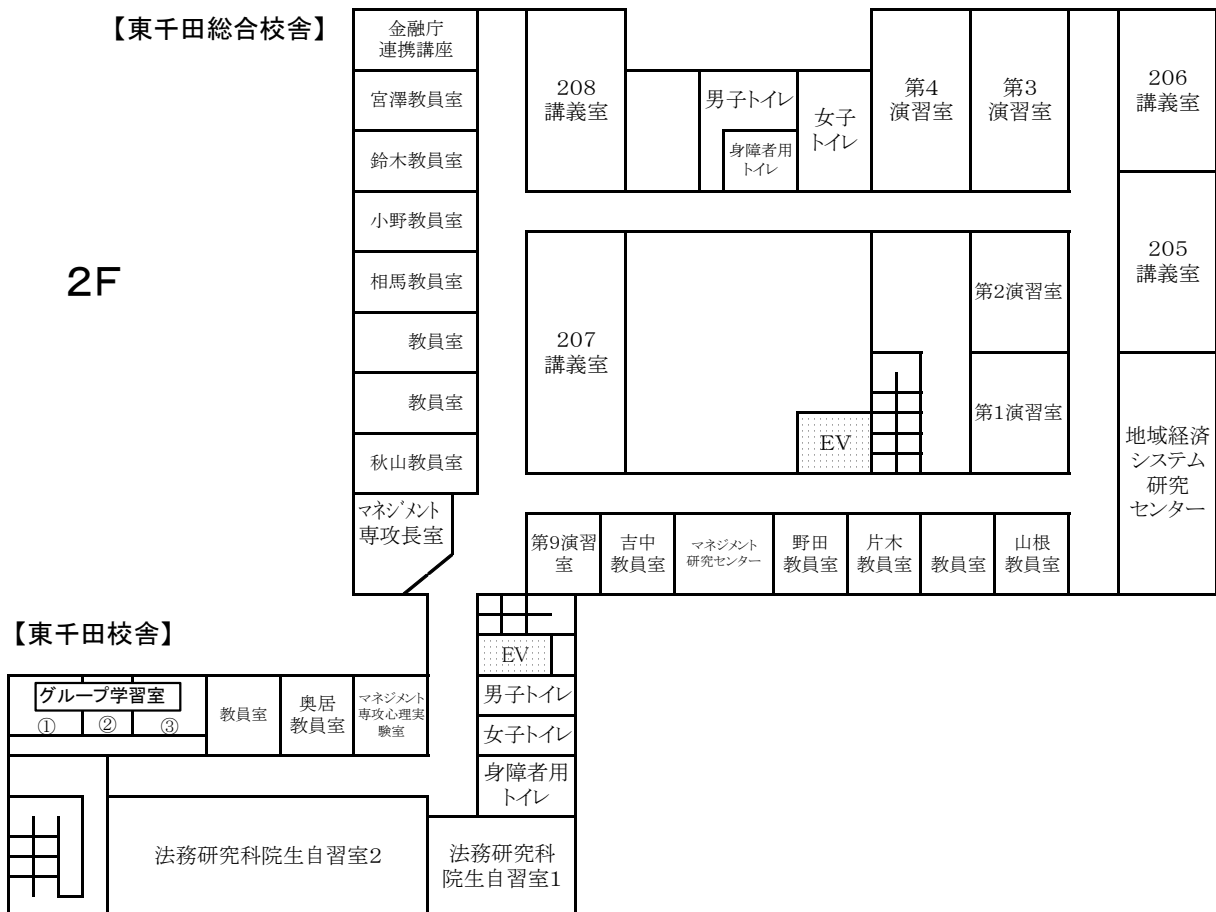 【東千田総合校舎】
金融庁
連携講座
宮澤教員室
鈴木教員室
小野教員室
相馬教員室
教員室
教員室
秋山教員室
マネジメント
専攻長室
2F
208
講義室
男子トイレ
身障者用
トイレ
女子
トイレ
第4
演習室
第3
演習室
206
講義室
205
講義室
207
講義室
第2演習室
第1演習室
EV
地域経済
システム
研究
センター
第9演習
室
吉中
教員室
マネジメント
研究センター
野田
教員室
片木
教員室
教員室
山根
教員室
【東千田校舎】
EV
グループ学習室
①
②
③
教員室
奥居
教員室
マネジメント
専攻心理実
験室
男子トイレ
女子トイレ
身障者用
トイレ
法務研究科院生自習室2
法務研究科
院生自習室1